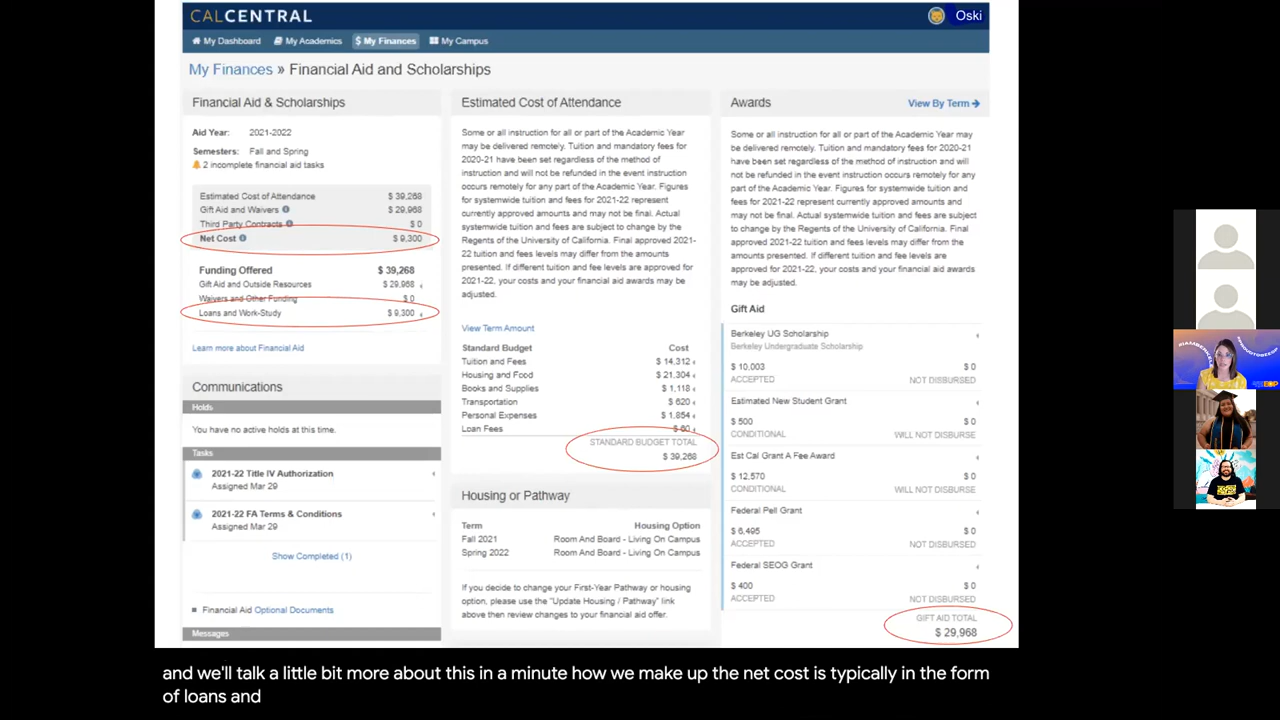 CALCENTRAL
Oski
My Dashboard
My Academics
$ My Finances
My Campus
My Finances » Financial Aid and Scholarships
Financial Aid & Scholarships
Aid Year: 2021-2022
Semesters: Fall and Spring
2 incomplete financial aid tasks
Estimated Cost of Attendance $ 39,268
Gift Aid and Waivers $ 29,968
Third Party Contracts $ 0
Net Cost $ 9,300
Funding Offered $ 39,268
Gift Aid and Outside Resources $ 29,968
Waivers and Other Funding $ 0
Loans and Work-Study $ 9,300
Learn more about Financial Aid
Communications
Holds
You have no active holds at this time.
Tasks
2021-22 Title IV Authorization
Assigned Mar 29
2021-22 FA Terms & Conditions
Assigned Mar 29
Show Completed (1)
Financial Aid Optional Documents
Messages
Estimated Cost of Attendance
Some or all instruction for all or part of the Academic Year
may be delivered remotely. Tuition and mandatory fees for
2020-21 have been set regardless of the method of
instruction and will not be refunded in the event instruction
occurs remotely for any part of the Academic Year. Figures
for systemwide tuition and fees for 2021-22 represent
currently approved amounts and may not be final. Actual
systemwide tuition and fees are subject to change by the
Regents of the University of California. Final approved 2021-
22 tuition and fees levels may differ from the amounts
presented. If different tuition and fee levels are approved for
2021-22, your costs and your financial aid awards may be
adjusted.
View Term Amount
Standard Budget Cost
Tuition and Fees $ 14,312
Housing and Food $ 21,304
Books and Supplies $ 1,118
Transportation $ 620
Personal Expenses $ 1,854
Loan Fees $ 60
STANDARD BUDGET TOTAL
$ 39,268
Housing or Pathway
Term Housing Option
Fall 2021 Room And Board - Living On Campus
Spring 2022 Room And Board - Living On Campus
If you decide to change your First-Year Pathway or housing
option, please use the "Update Housing / Pathway" link
above then review changes to your financial aid offer.
Awards
View By Term
Some or all instruction for all or part of the Academic Year may
be delivered remotely. Tuition and mandatory fees for 2020-21
have been set regardless of the method of instruction and will
not be refunded in the event instruction occurs remotely for any
part of the Academic Year. Figures for systemwide tuition and
fees for 2021-22 represent currently approved amounts and
may not be final. Actual systemwide tuition and fees are subject
to change by the Regents of the University of California. Final
approved 2021-22 tuition and fees levels may differ from the
amounts presented. If different tuition and fee levels are
approved for 2021-22, your costs and your financial aid awards
may be adjusted.
Gift Aid
Berkeley UG Scholarship
Berkeley Undergraduate Scholarship
$ 10,003 $ 0
ACCEPTED NOT DISBURSED
Estimated New Student Grant
$ 500 $ 0
CONDITIONAL WILL NOT DISBURSE
Est Cal Grant A Fee Award
$ 12,570 $ 0
CONDITIONAL WILL NOT DISBURSE
Federal Pell Grant
$ 6,495 $ 0
ACCEPTED NOT DISBURSED
Federal SEOG Grant
$ 400 $ 0
ACCEPTED NOT DISBURSED
GIFT AID TOTAL
$ 29,968
and we'll talk a little bit more about this in a minute how we make up the net cost is typically in the form
of loans and